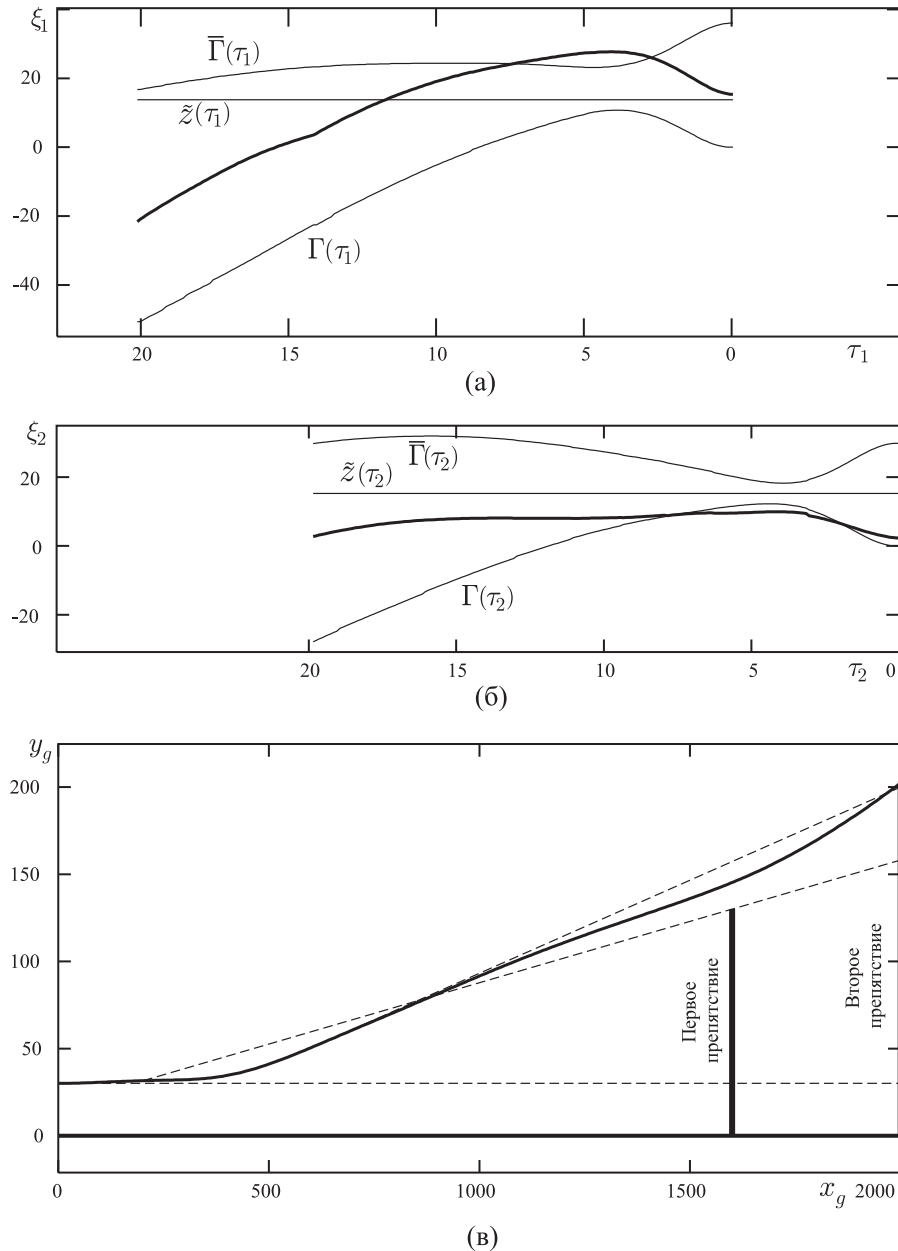 ξ₁
20
0
-20
-40
Γ̅(τ₁)
z̃(τ₁)
Γ(τ₁)
20 15 10 5 0 τ₁
(а)
ξ₂
20
0
-20
Γ̅(τ₂)
z̃(τ₂)
Γ(τ₂)
20 15 10 5 τ₂ 0
(б)
y_g
200
150
100
50
0
Первое
препятствие
Второе
препятствие
0 500 1000 1500 x_g 2000
(в)